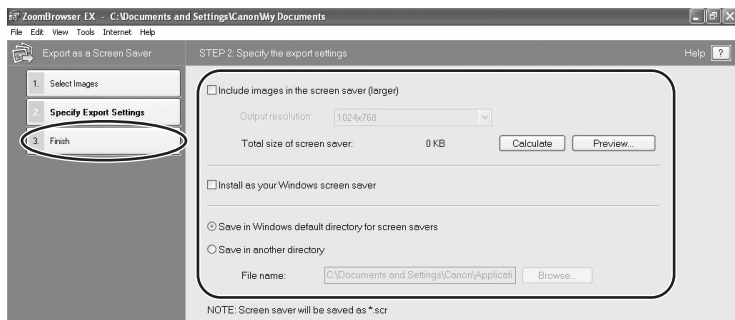 ZoomBrowser EX - C:\Documents and Settings\Canon\My Documents
File Edit View Tools Internet Help
Export as a Screen Saver
STEP 2: Specify the export settings
Help ?
1. Select Images
2. Specify Export Settings
3. Finish
Include images in the screen saver (larger)
Output resolution: 1024x768
Total size of screen saver: 0 KB Calculate Preview...
Install as your Windows screen saver
Save in Windows default directory for screen savers
Save in another directory
File name: C:\Documents and Settings\Canon\Applicati Browse...
NOTE: Screen saver will be saved as *.scr